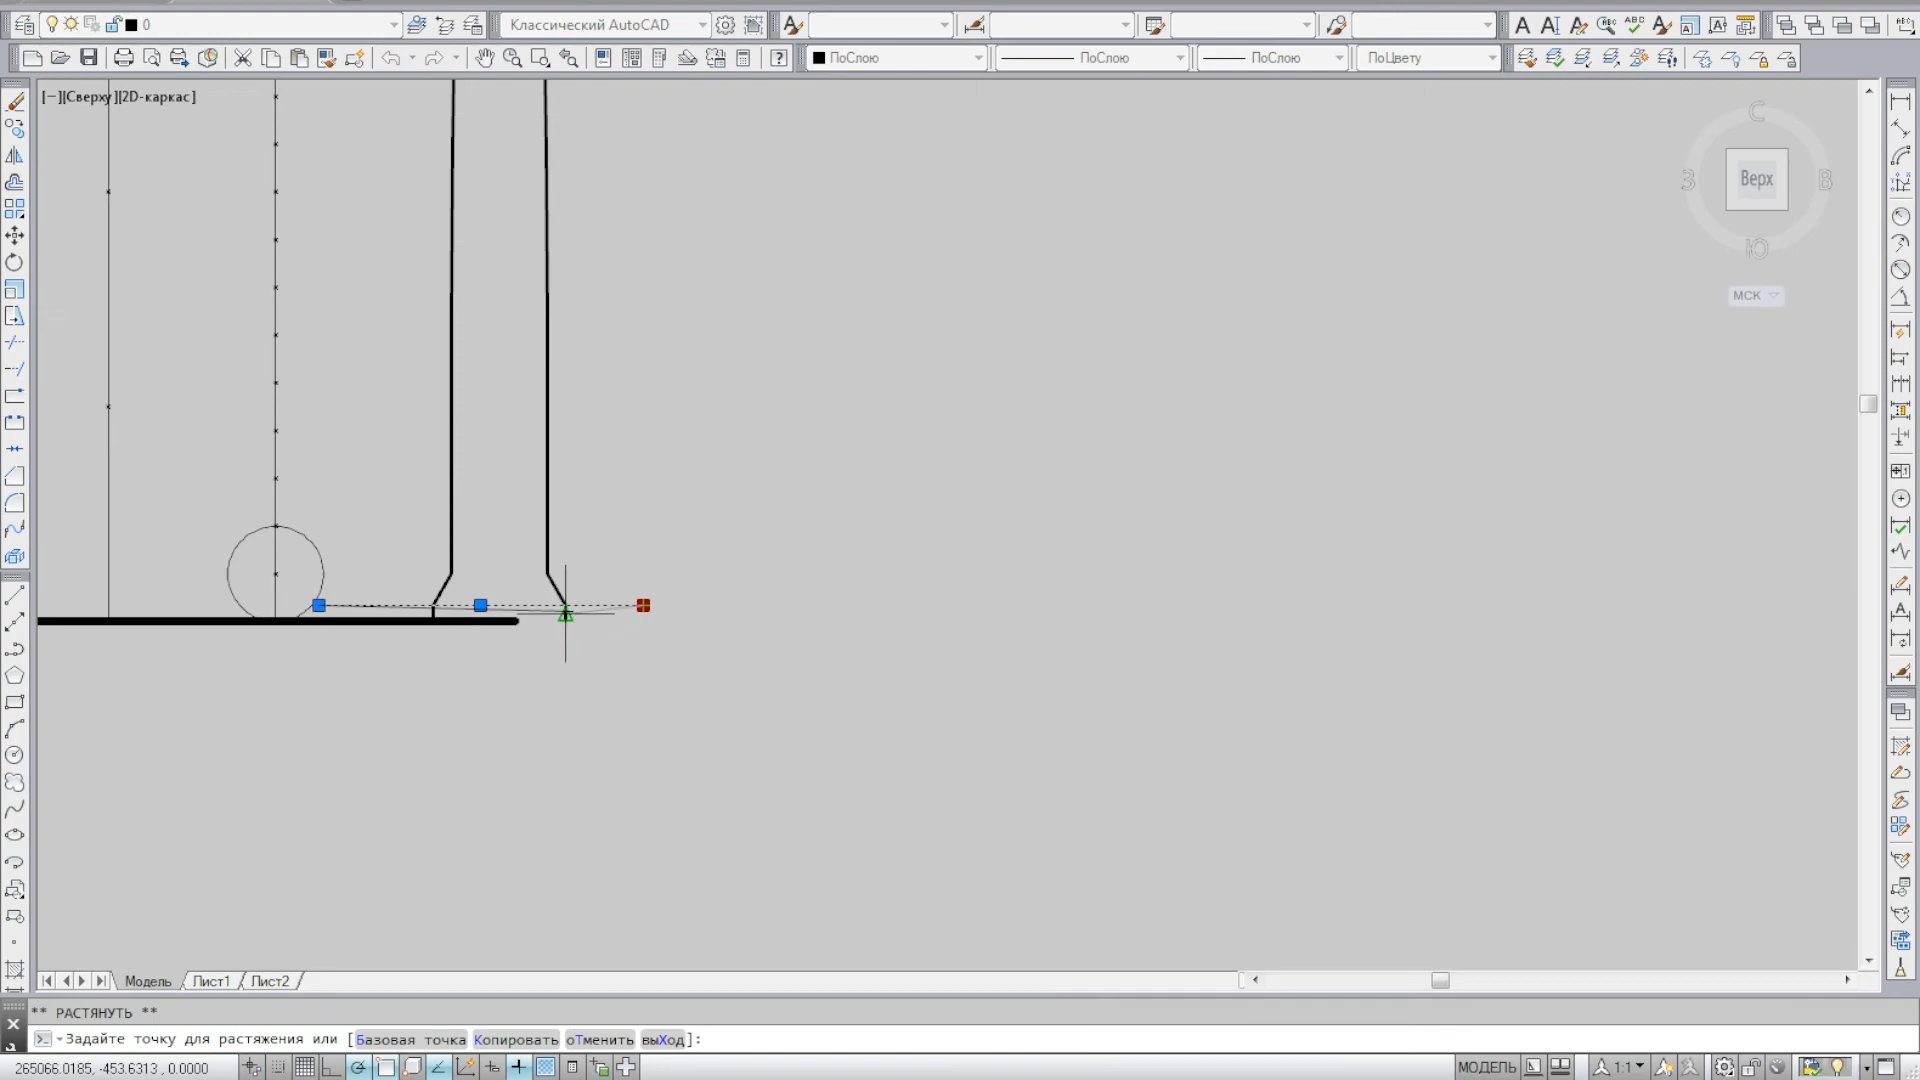 0
Классический AutoCAD
ПоСлою
ПоСлою
ПоСлою
ПоЦвету
[−][Сверху][2D-каркас]
С
З
Верх
В
Ю
МСК
Модель
Лист1
Лист2
** РАСТЯНУТЬ **
Задайте точку для растяжения или [Базовая точка Копировать оТменить выХод]:
265066.0185, -453.6313 , 0.0000
МОДЕЛЬ
1:1